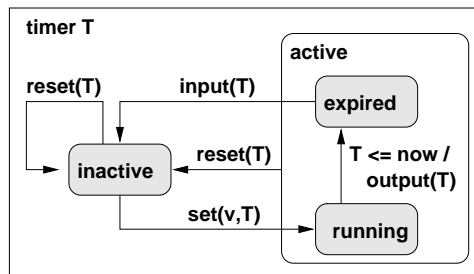 timer T
active
reset(T)
input(T)
expired
inactive
reset(T)
T <= now /
output(T)
set(v,T)
running